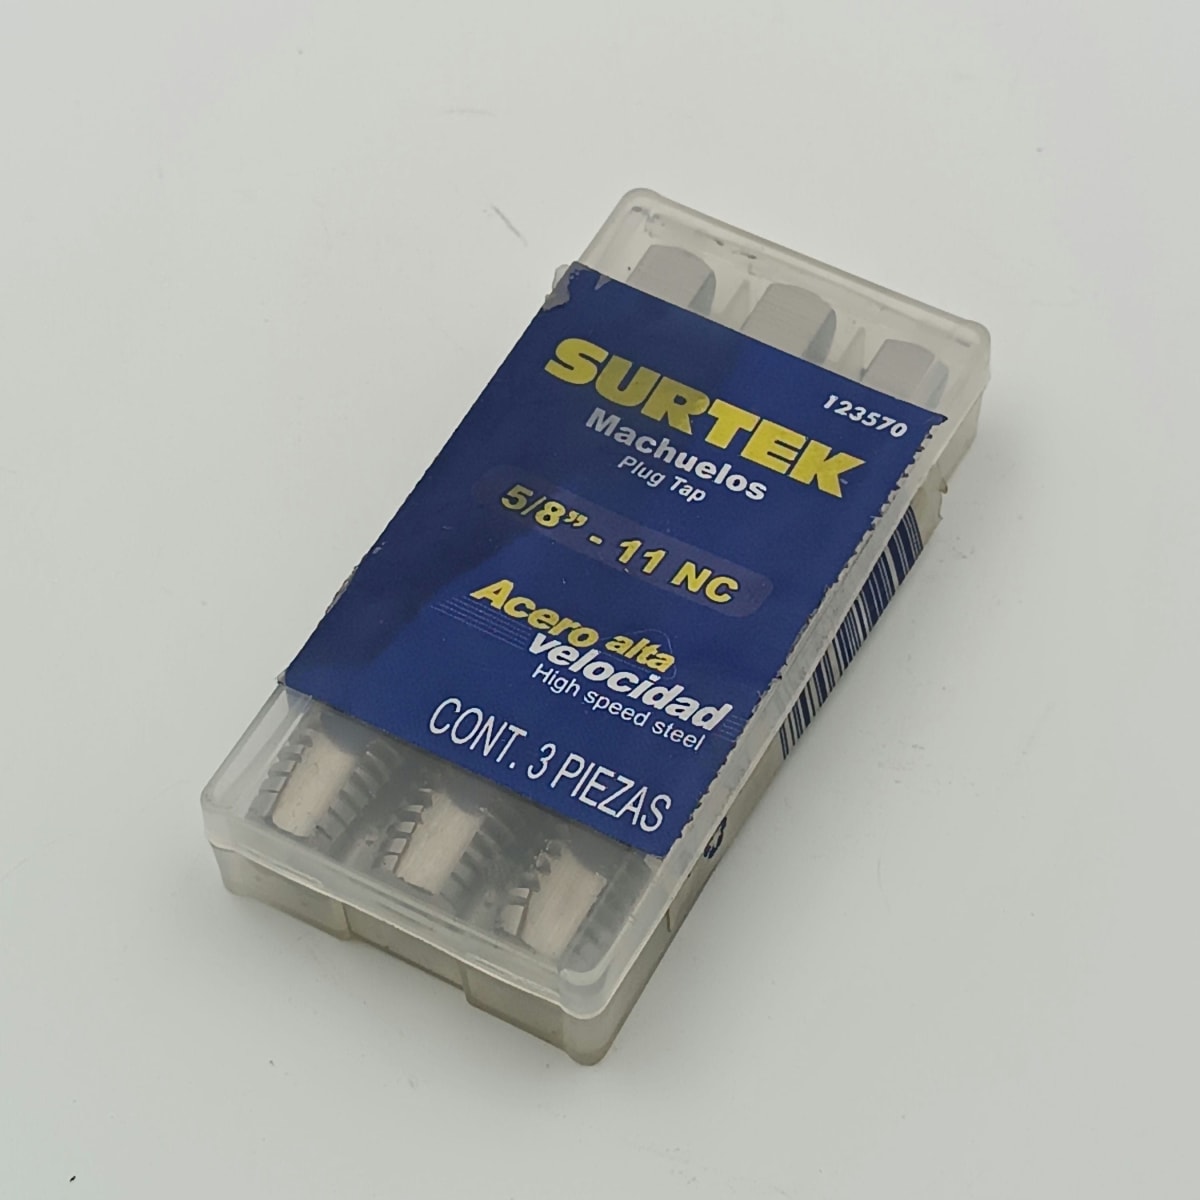 123570
SURTEK
Machuelos
Plug Tap
5/8” - 11 NC
Acero alta
velocidad
High speed steel
CONT. 3 PIEZAS